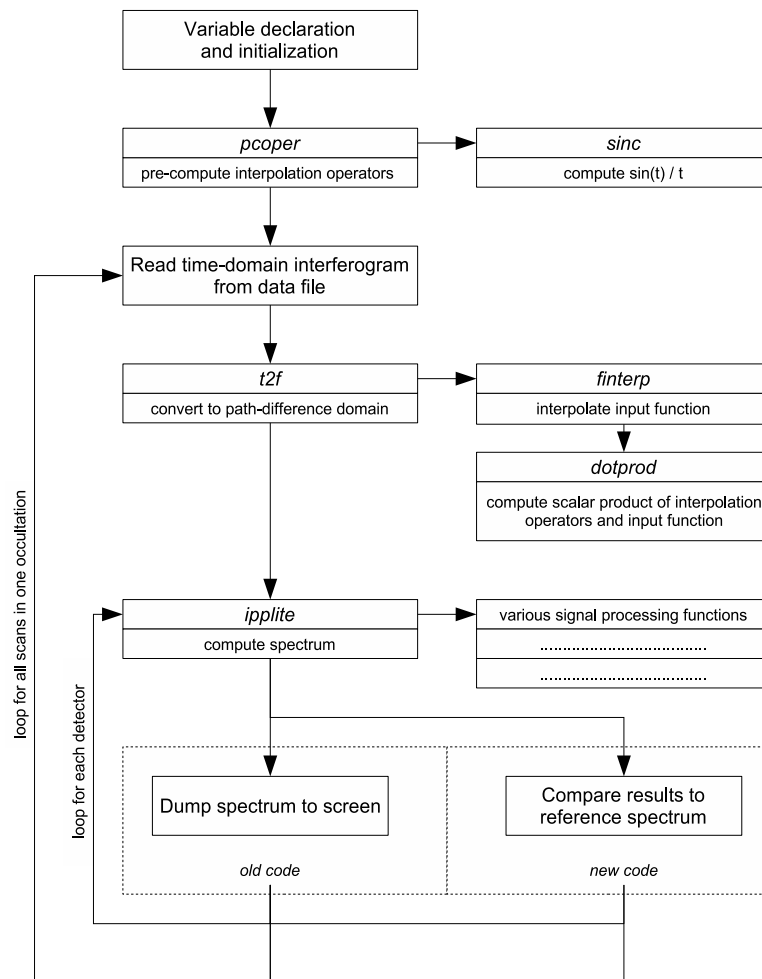 Variable declaration
and initialization
pcoper
pre-compute interpolation operators
sinc
compute sin(t) / t
Read time-domain interferogram
from data file
t2f
convert to path-difference domain
finterp
interpolate input function
dotprod
compute scalar product of interpolation
operators and input function
loop for all scans in one occultation
ipplite
compute spectrum
various signal processing functions
....................................
....................................
loop for each detector
Dump spectrum to screen
Compare results to
reference spectrum
old code
new code